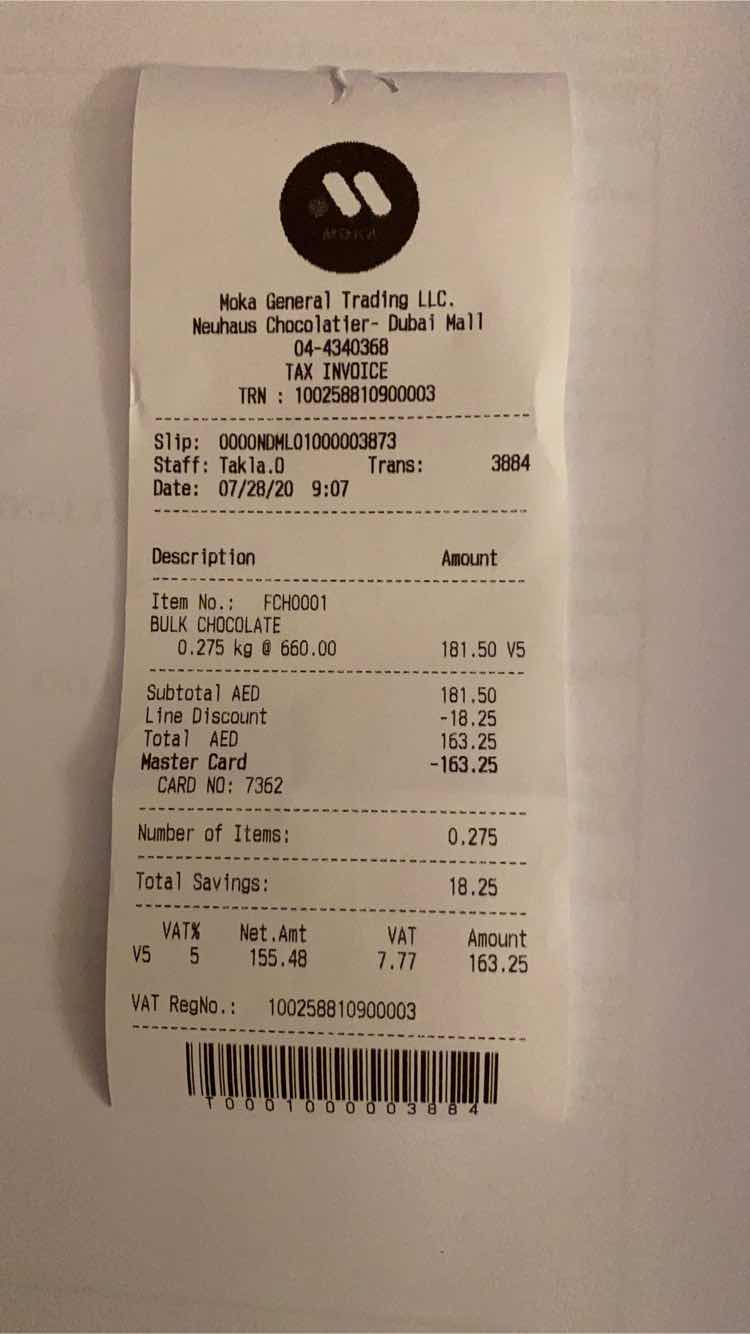 Moka General Trading LLC.
Neuhaus Chocolatier- Dubai Mall
04-4340368
TAX INVOICE
TRN : 100258810900003
Slip: 0000NDML01000003873
Staff: Takla.O Trans: 3884
Date: 07/28/20 9:07
Description Amount
Item No.: FCH0001
BULK CHOCOLATE
0.275 kg @ 660.00 181.50 V5
Subtotal AED 181.50
Line Discount -18.25
Total AED 163.25
Master Card -163.25
CARD NO: 7362
Number of Items: 0.275
Total Savings: 18.25
VAT% Net.Amt VAT Amount
V5 5 155.48 7.77 163.25
VAT RegNo.: 100258810900003
T0001000003884